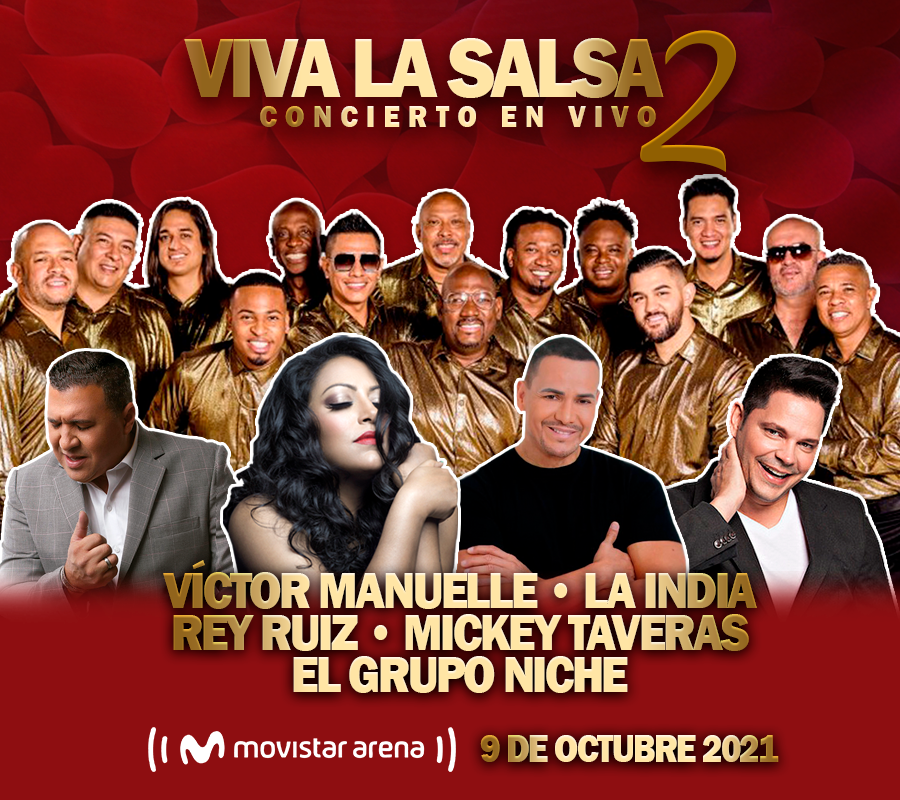 VIVA LA SALSA 2
CONCIERTO EN VIVO
VÍCTOR MANUELLE • LA INDIA
REY RUIZ • MICKEY TAVERAS
EL GRUPO NICHE
movistar arena 9 DE OCTUBRE 2021